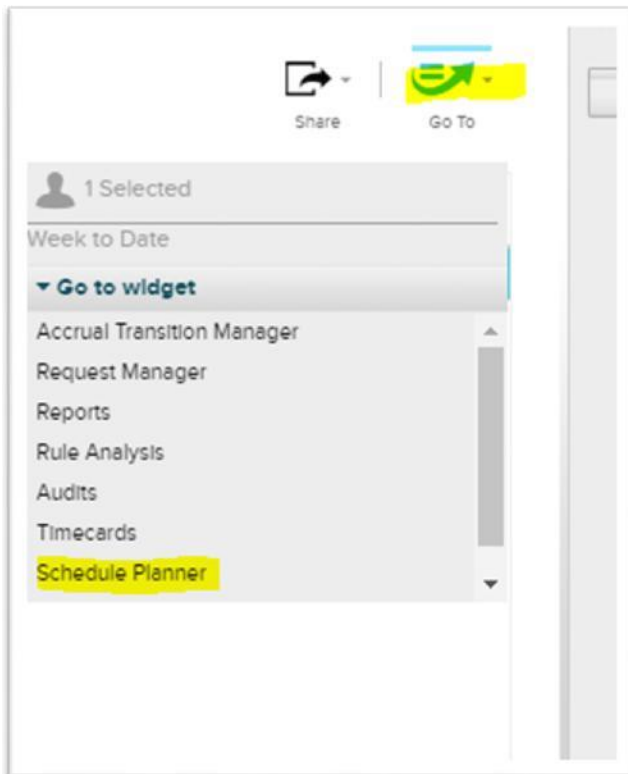 Share
Go To
1 Selected
Week to Date
Go to widget
Accrual Transition Manager
Request Manager
Reports
Rule Analysis
Audits
Timecards
Schedule Planner